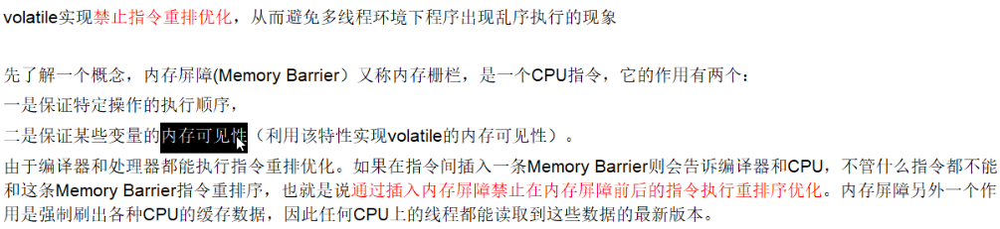 volatile实现禁止指令重排优化，从而避免多线程环境下程序出现乱序执行的现象
先了解一个概念，内存屏障(Memory Barrier）又称内存栅栏，是一个CPU指令，它的作用有两个：
一是保证特定操作的执行顺序，
二是保证某些变量的内存可见性（利用该特性实现volatile的内存可见性）。
由于编译器和处理器都能执行指令重排优化。如果在指令间插入一条Memory Barrier则会告诉编译器和CPU，不管什么指令都不能
和这条Memory Barrier指令重排序，也就是说通过插入内存屏障禁止在内存屏障前后的指令执行重排序优化。内存屏障另外一个作
用是强制刷出各种CPU的缓存数据，因此任何CPU上的线程都能读取到这些数据的最新版本。